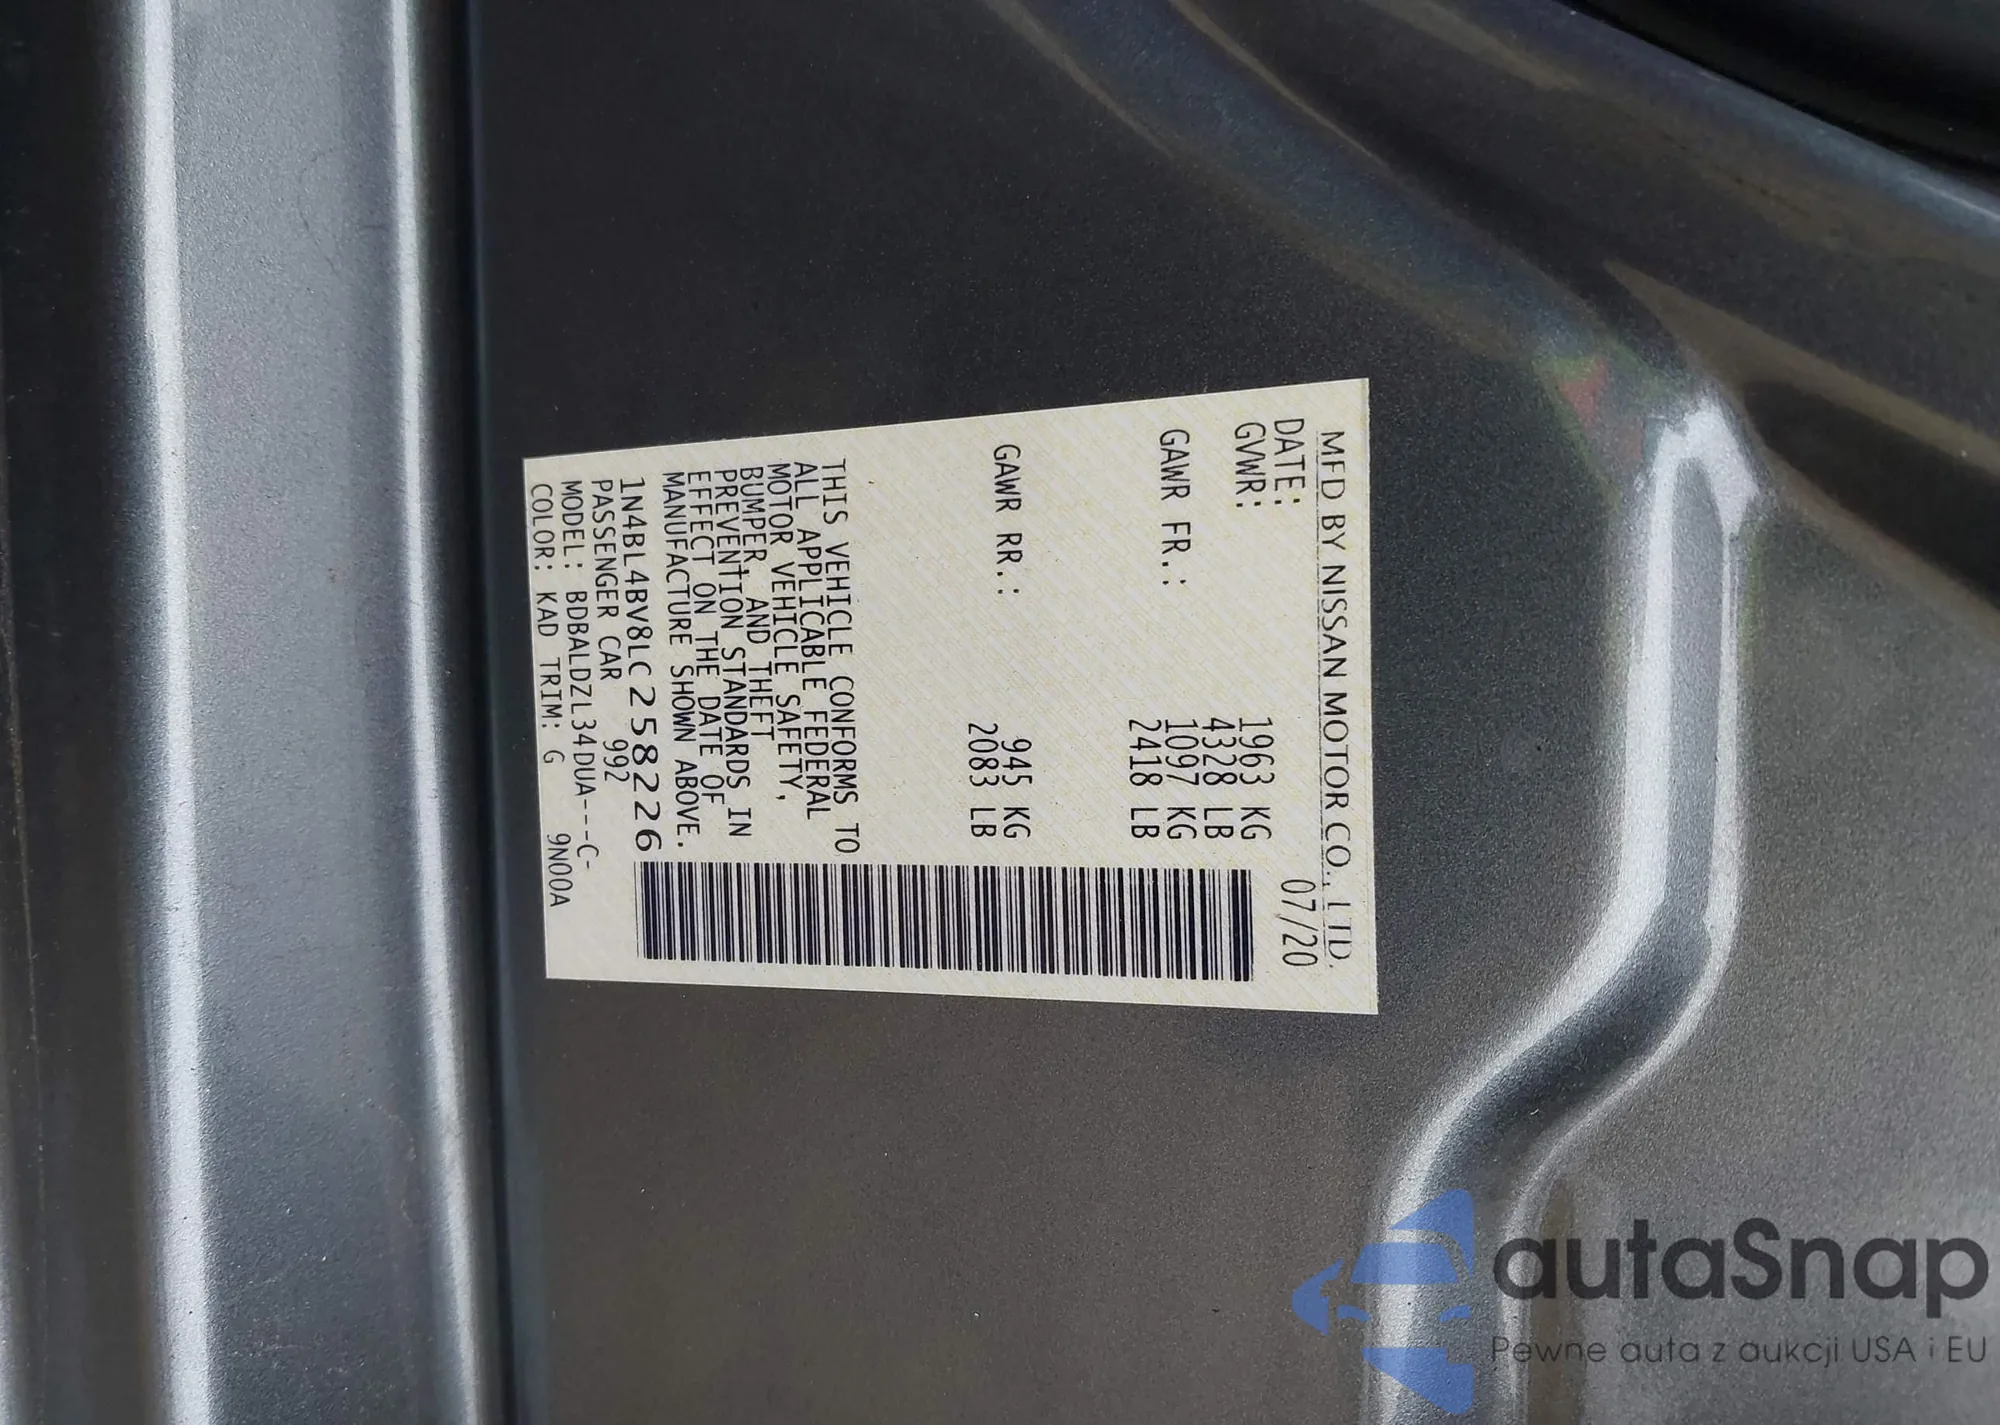 MFD BY NISSAN MOTOR CO., LTD.
DATE: 07/20
GVWR: 1963 KG
4328 LB
GAWR FR.: 1097 KG
2418 LB
GAWR RR.: 945 KG
2083 LB
THIS VEHICLE CONFORMS TO
ALL APPLICABLE FEDERAL
MOTOR VEHICLE SAFETY,
BUMPER, AND THEFT
PREVENTION STANDARDS IN
EFFECT ON THE DATE OF
MANUFACTURE SHOWN ABOVE.
1N4BL4BV8LC258226
PASSENGER CAR 992
MODEL: BDBALDZL34DUA---C-
COLOR: KAD TRIM: G 9N00A
autaSnap
Pewne auta z aukcji USA i EU